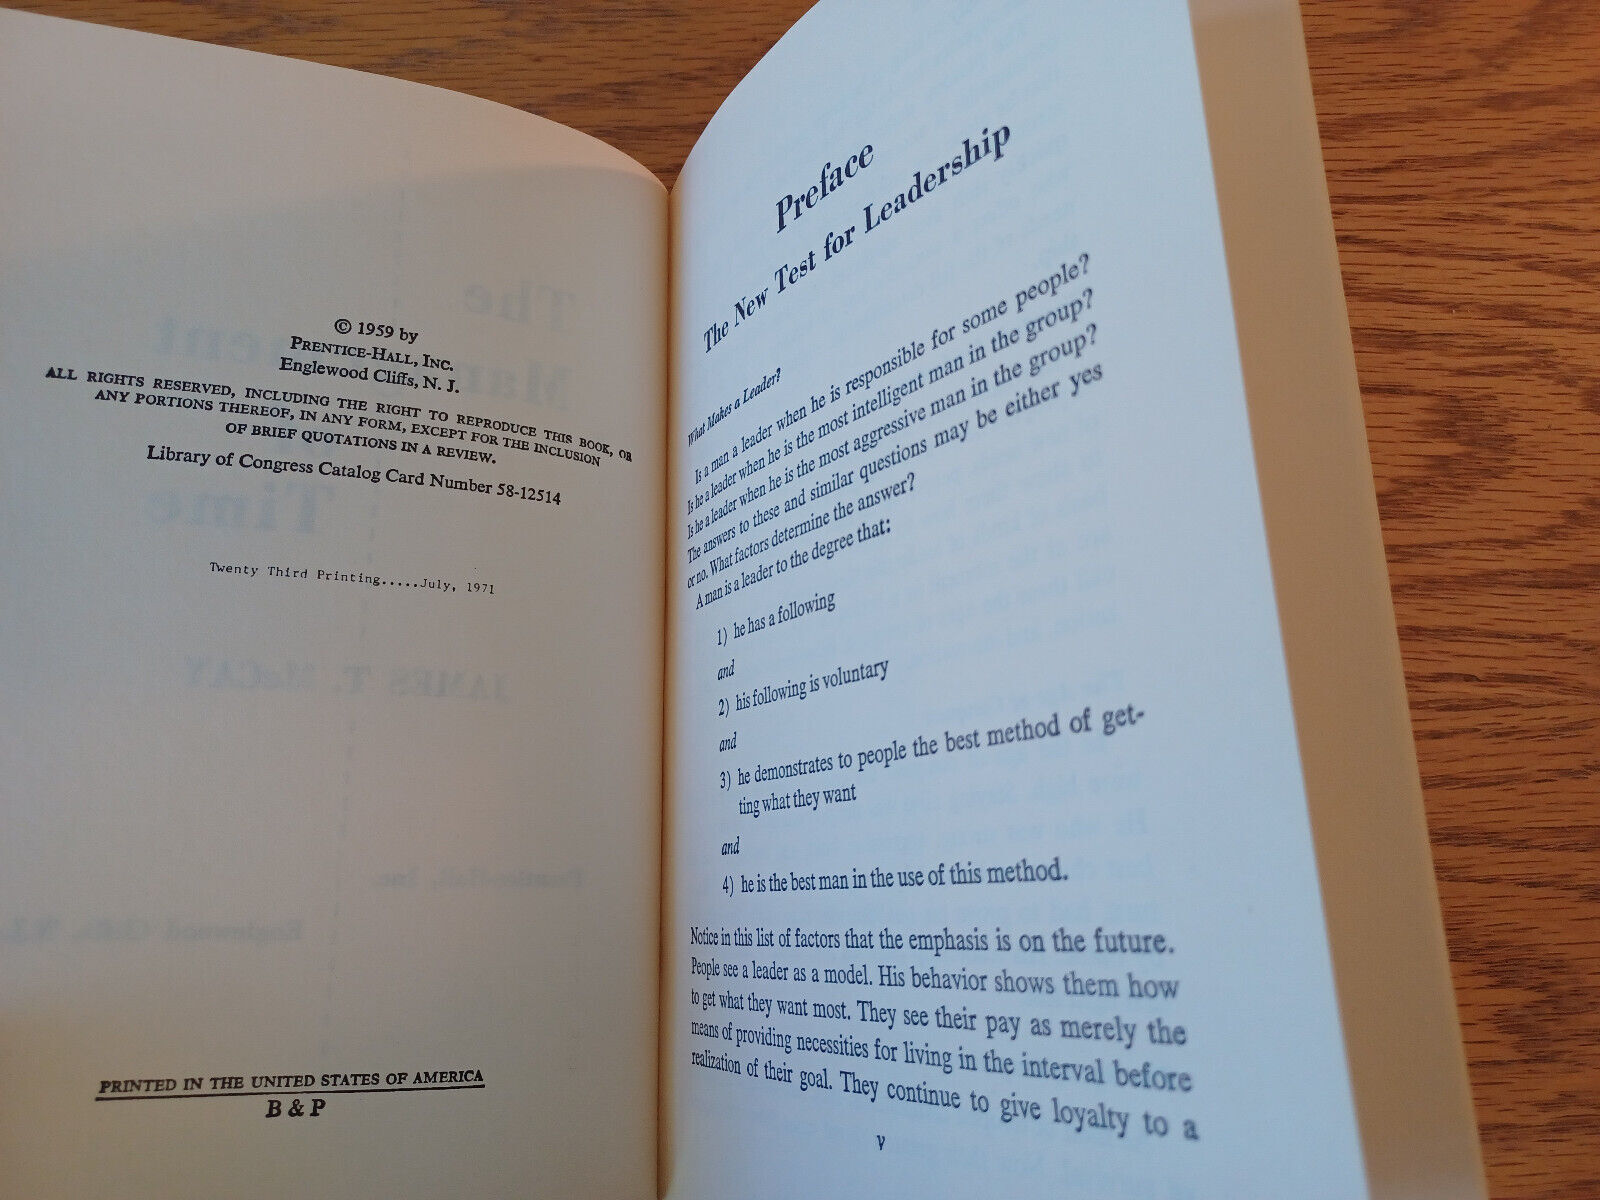 © 1959 by
PRENTICE-HALL, INC.
Englewood Cliffs, N. J.
ALL RIGHTS RESERVED, INCLUDING THE RIGHT TO REPRODUCE THIS BOOK, OR
ANY PORTIONS THEREOF, IN ANY FORM, EXCEPT FOR THE INCLUSION
OF BRIEF QUOTATIONS IN A REVIEW.
Library of Congress Catalog Card Number 58-12514
Twenty Third Printing.....July, 1971
PRINTED IN THE UNITED STATES OF AMERICA
B & P
Preface
The New Test for Leadership
What Makes a Leader?
Is a man a leader when he is responsible for some people?
Is he a leader when he is the most intelligent man in the group?
Is he a leader when he is the most aggressive man in the group?
The answers to these and similar questions may be either yes
or no. What factors determine the answer?
A man is a leader to the degree that:
1) he has a following
and
2) his following is voluntary
and
3) he demonstrates to people the best method of get-
ting what they want
and
4) he is the best man in the use of this method.
Notice in this list of factors that the emphasis is on the future.
People see a leader as a model. His behavior shows them how
to get what they want most. They see their pay as merely the
means of providing necessities for living in the interval before
realization of their goal. They continue to give loyalty to a
v